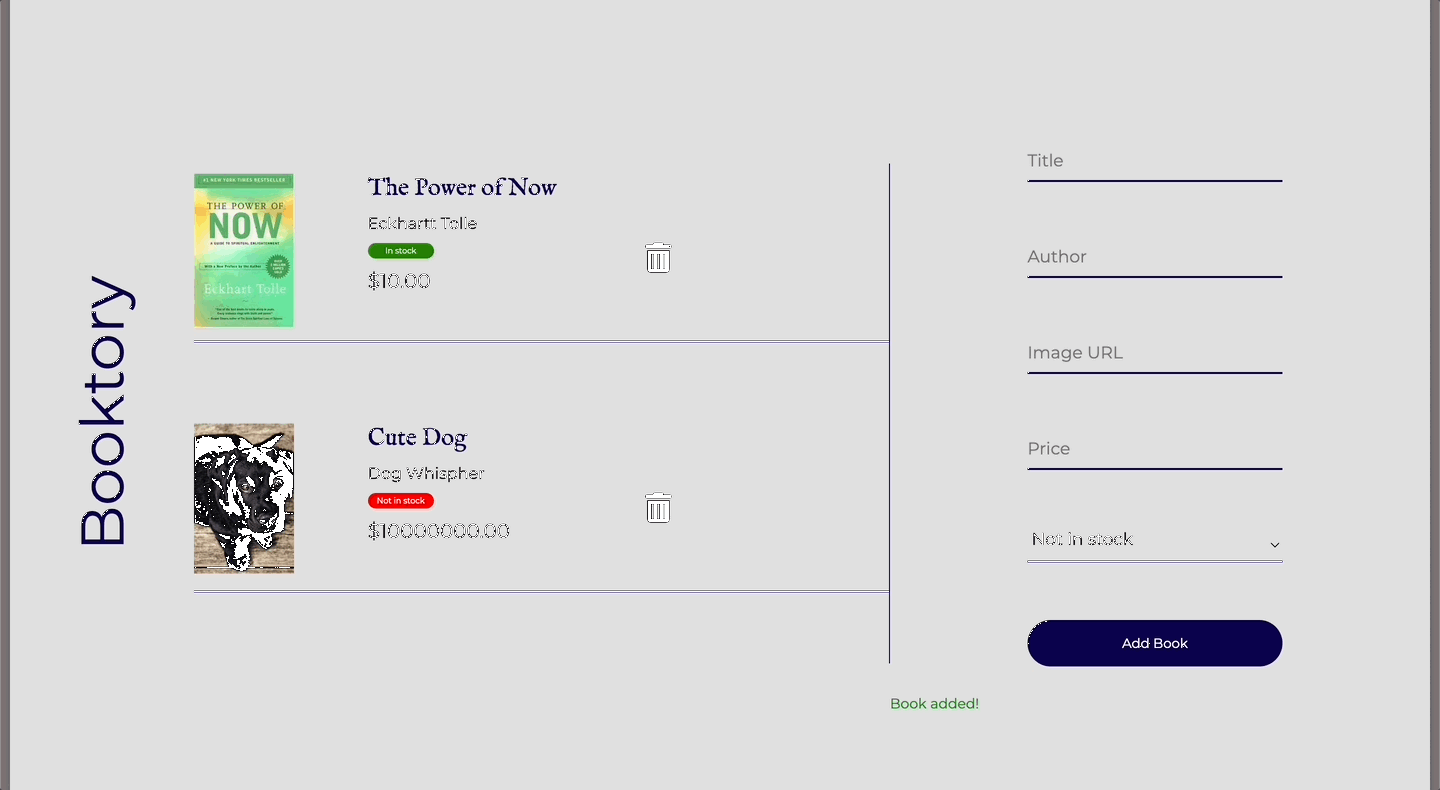 Booktory
#1 NEW YORK TIMES BESTSELLER
THE POWER OF
NOW
A GUIDE TO SPIRITUAL ENLIGHTENMENT
With a New Preface by the Author
Eckhart Tolle
The Power of Now
Eckhartt Tolle
In stock
$10.00
Cute Dog
Dog Whispher
Not in stock
$10000000.00
Title
Author
Image URL
Price
Not in stock
Add Book
Book added!